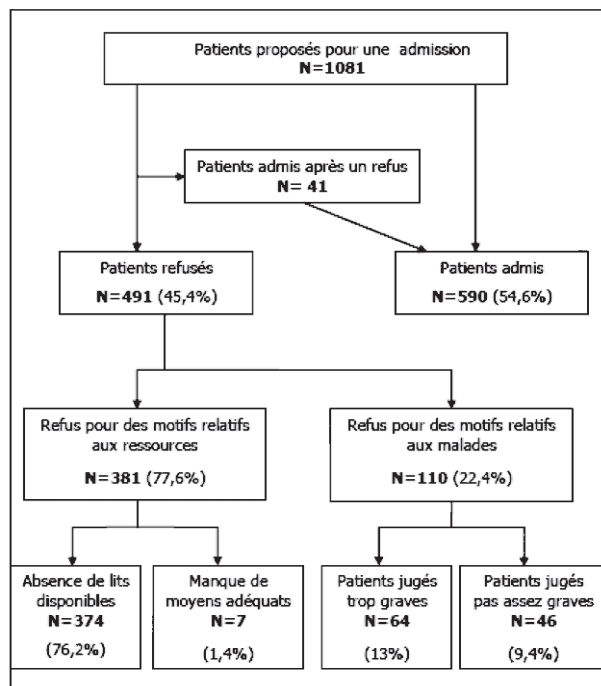 Patients proposés pour une admission
N=1081
Patients admis après un refus
N= 41
Patients refusés
N=491 (45,4%)
Patients admis
N=590 (54,6%)
Refus pour des motifs relatifs
aux ressources
N=381 (77,6%)
Refus pour des motifs relatifs
aux malades
N=110 (22,4%)
Absence de lits
disponibles
N=374
(76,2%)
Manque de
moyens adéquats
N=7
(1,4%)
Patients jugés
trop graves
N=64
(13%)
Patients jugés
pas assez graves
N=46
(9,4%)